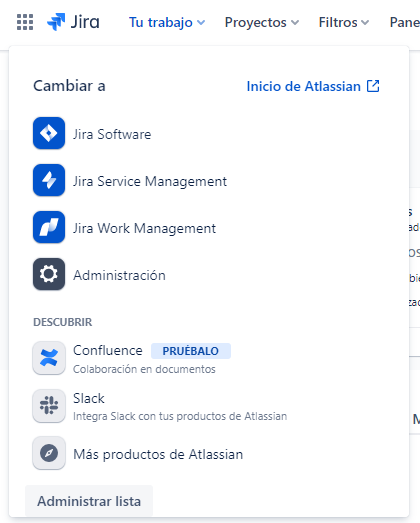 Jira Tu trabajo Proyectos Filtros Pane
Cambiar a Inicio de Atlassian
Jira Software
Jira Service Management
Jira Work Management
Administración
DESCUBRIR
Confluence PRUÉBALO
Colaboración en documentos
Slack
Integra Slack con tus productos de Atlassian
Más productos de Atlassian
Administrar lista